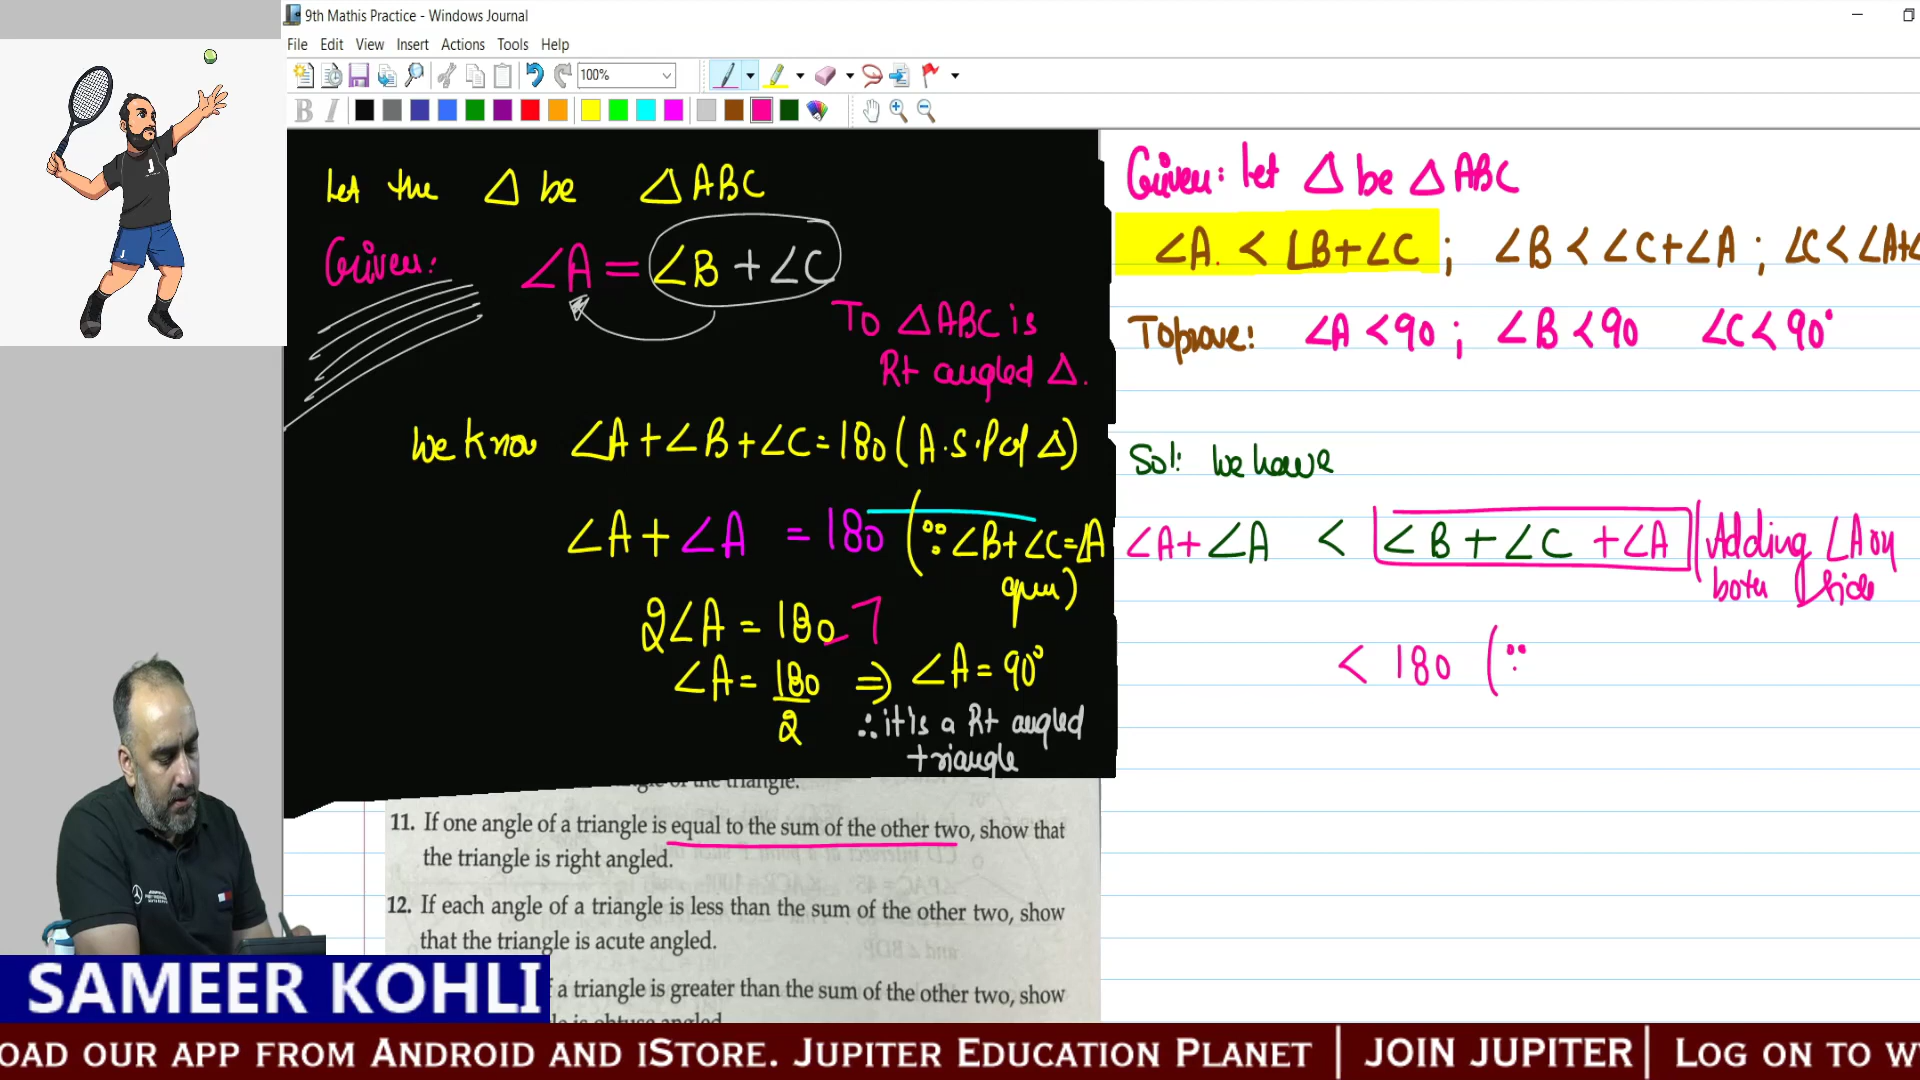 9th Mathis Practice - Windows Journal
File Edit View Insert Actions Tools Help
100%
B I
Let the Δ be ΔABC
Given: ∠A = ∠B + ∠C
To ΔABC is
Rt angled Δ.
We know ∠A + ∠B + ∠C = 180 (A.S.P of Δ)
∠A + ∠A = 180 (∵ ∠B + ∠C = ∠A
given)
2∠A = 180
∠A = 180/2 ⇒ ∠A = 90°
∴ it is a Rt angled
triangle
of the triangle.
11. If one angle of a triangle is equal to the sum of the other two, show that
the triangle is right angled.
12. If each angle of a triangle is less than the sum of the other two, show
that the triangle is acute angled.
f a triangle is greater than the sum of the other two, show
Given: let Δ be ΔABC
∠A. < ∠B + ∠C ; ∠B < ∠C + ∠A ; ∠C < ∠A + ∠
To prove: ∠A < 90 ; ∠B < 90 ∠C < 90°
Sol: We have
∠A + ∠A < ∠B + ∠C + ∠A | Adding ∠A on
both side
< 180 (∵
SAMEER KOHLI
OAD OUR APP FROM ANDROID AND ISTORE. JUPITER EDUCATION PLANET | JOIN JUPITER | LOG ON TO W